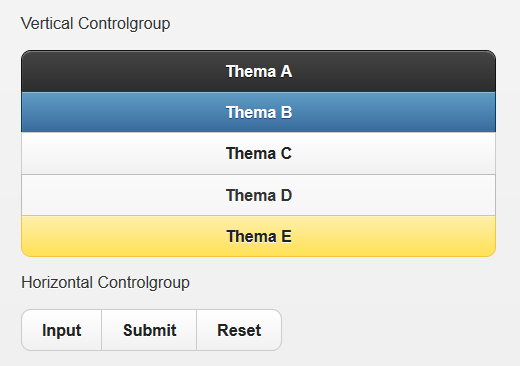 Vertical Controlgroup
Thema A
Thema B
Thema C
Thema D
Thema E
Horizontal Controlgroup
Input Submit Reset